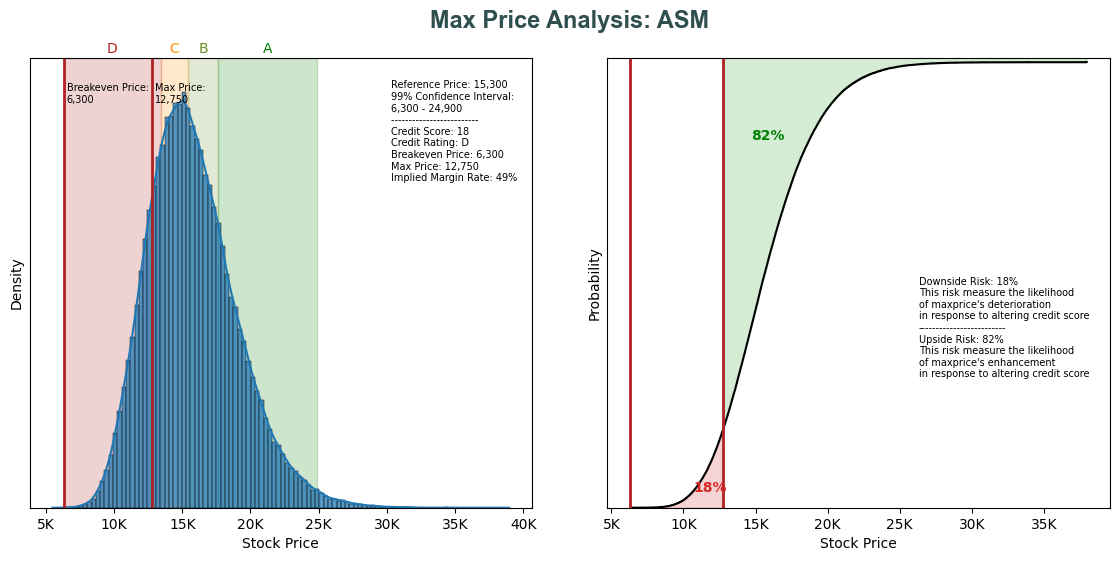 Max Price Analysis: ASM
D C B A
Breakeven Price:
6,300
Max Price:
12,750
Reference Price: 15,300
99% Confidence Interval:
6,300 - 24,900
-------------------------
Credit Score: 18
Credit Rating: D
Breakeven Price: 6,300
Max Price: 12,750
Implied Margin Rate: 49%
Density
5K 10K 15K 20K 25K 30K 35K 40K
Stock Price
82%
18%
Downside Risk: 18%
This risk measure the likelihood
of maxprice's deterioration
in response to altering credit score
-------------------------
Upside Risk: 82%
This risk measure the likelihood
of maxprice's enhancement
in response to altering credit score
Probability
5K 10K 15K 20K 25K 30K 35K
Stock Price